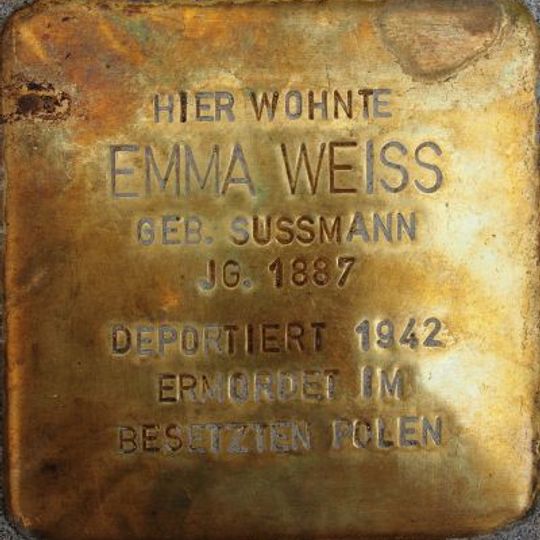 HIER WOHNTE
EMMA WEISS
GEB. SUSSMANN
JG. 1887
DEPORTIERT 1942
ERMORDET IM
BESETZTEN POLEN